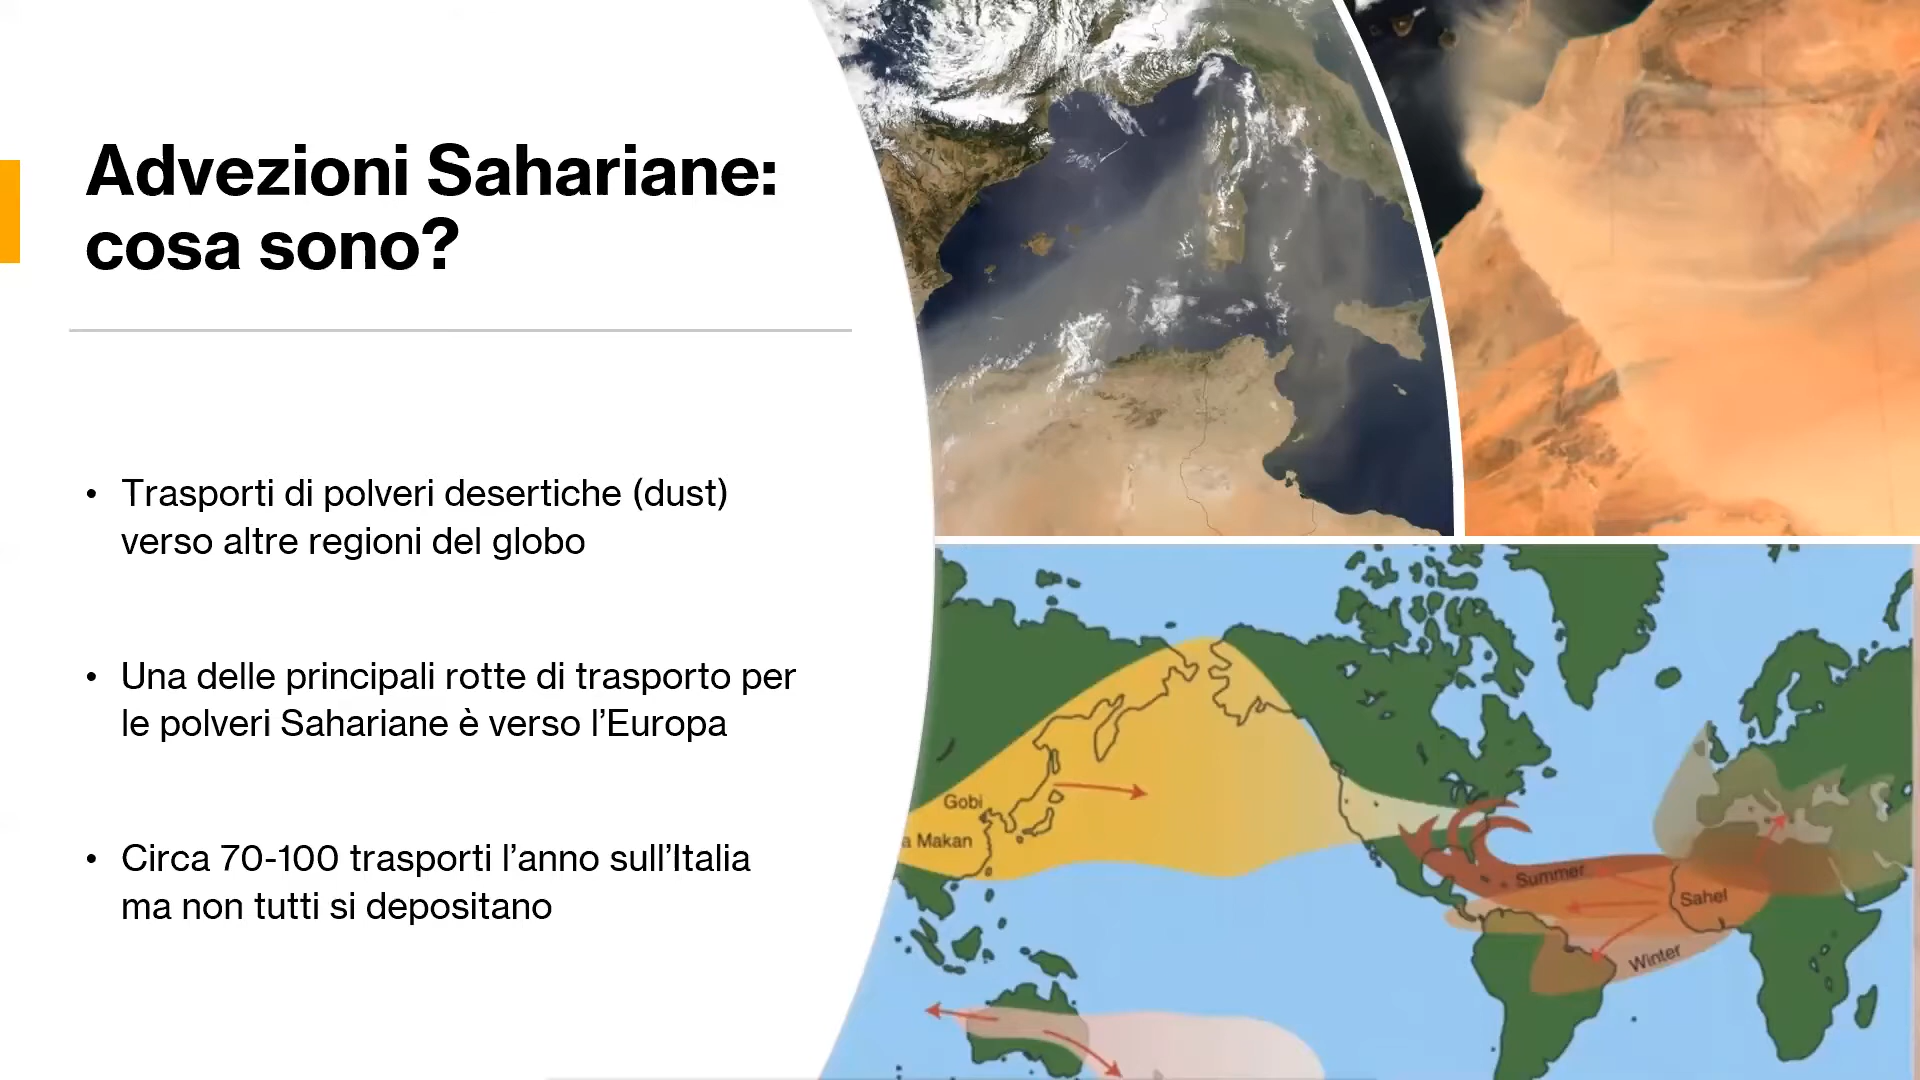 Advezioni Sahariane:
cosa sono?
• Trasporti di polveri desertiche (dust)
verso altre regioni del globo
• Una delle principali rotte di trasporto per
le polveri Sahariane è verso l’Europa
• Circa 70-100 trasporti l’anno sull’Italia
ma non tutti si depositano
Gobi
a Makan
Summer
Sahel
Winter